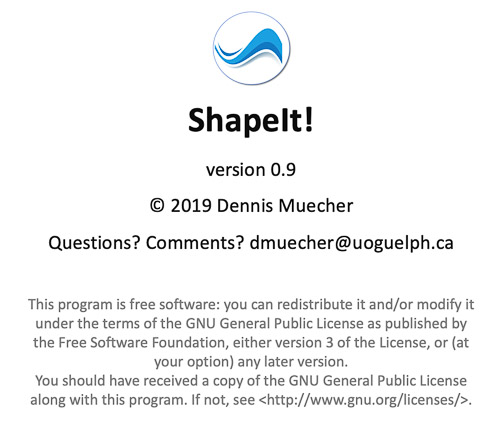 ShapeIt!
version 0.9
© 2019 Dennis Muecher
Questions? Comments? dmuecher@uoguelph.ca
This program is free software: you can redistribute it and/or modify it
under the terms of the GNU General Public License as published by
the Free Software Foundation, either version 3 of the License, or (at
your option) any later version.
You should have received a copy of the GNU General Public License
along with this program. If not, see <http://www.gnu.org/licenses/>.